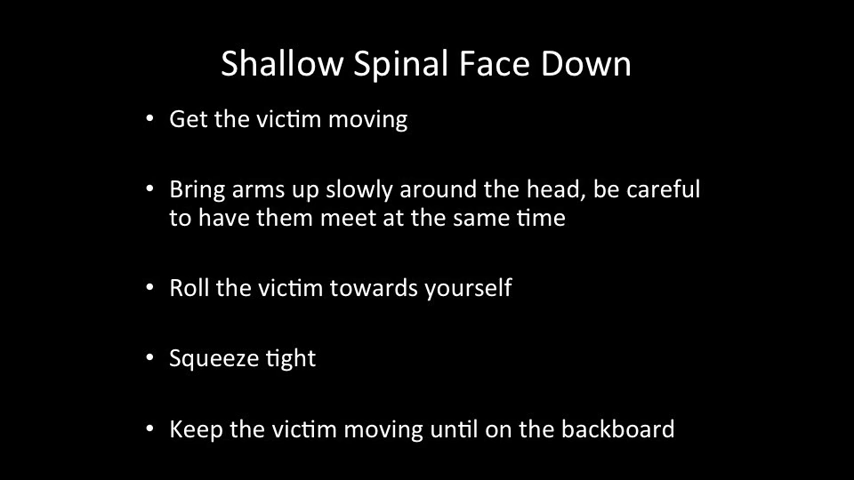 Shallow Spinal Face Down
• Get the victim moving
• Bring arms up slowly around the head, be careful
to have them meet at the same time
• Roll the victim towards yourself
• Squeeze tight
• Keep the victim moving until on the backboard